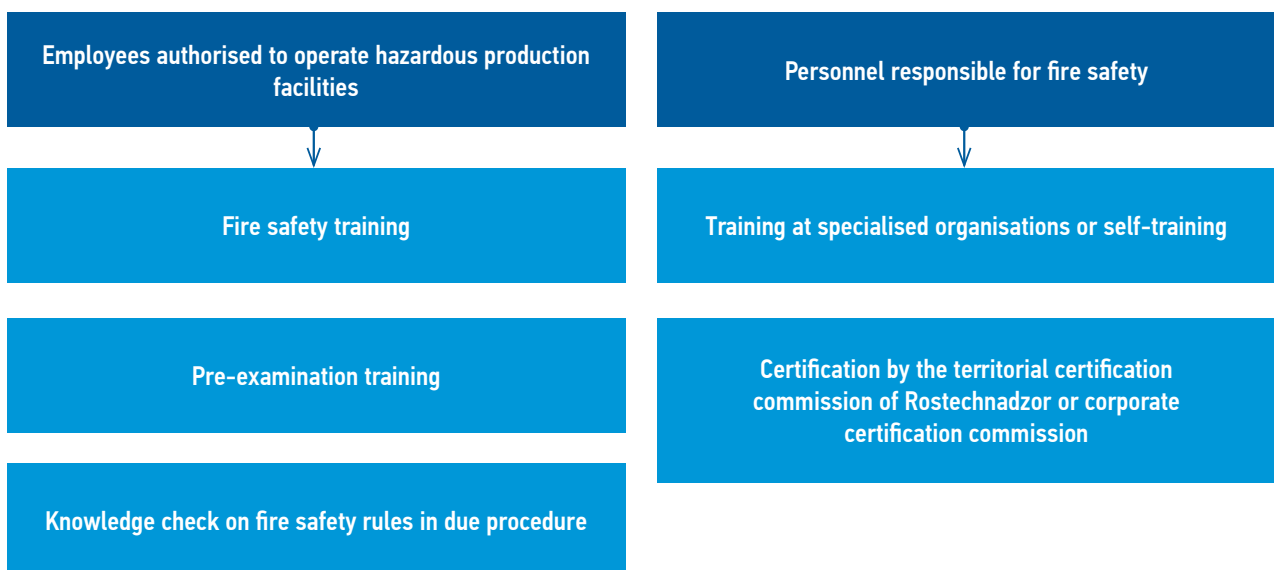 Employees authorised to operate hazardous production
facilities
Fire safety training
Pre-examination training
Knowledge check on fire safety rules in due procedure
Personnel responsible for fire safety
Training at specialised organisations or self-training
Certification by the territorial certification
commission of Rostechnadzor or corporate
certification commission